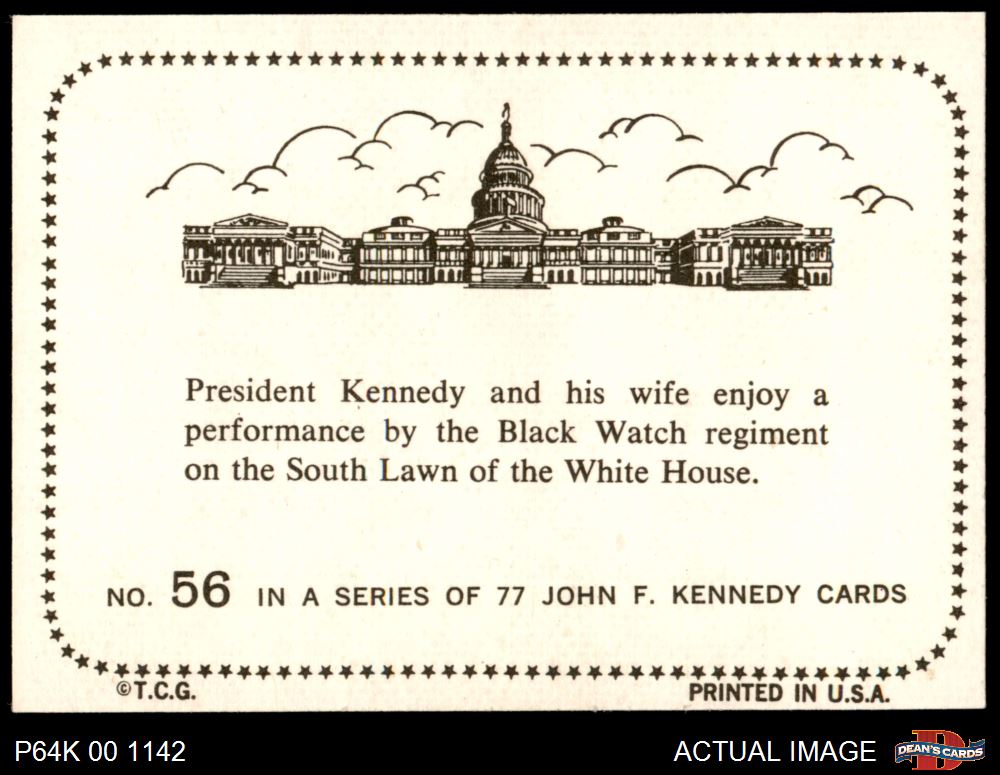 President Kennedy and his wife enjoy a
performance by the Black Watch regiment
on the South Lawn of the White House.
NO. 56 IN A SERIES OF 77 JOHN F. KENNEDY CARDS
©T.C.G. PRINTED IN U.S.A.
P64K 00 1142 ACTUAL IMAGE DEAN'S CARDS